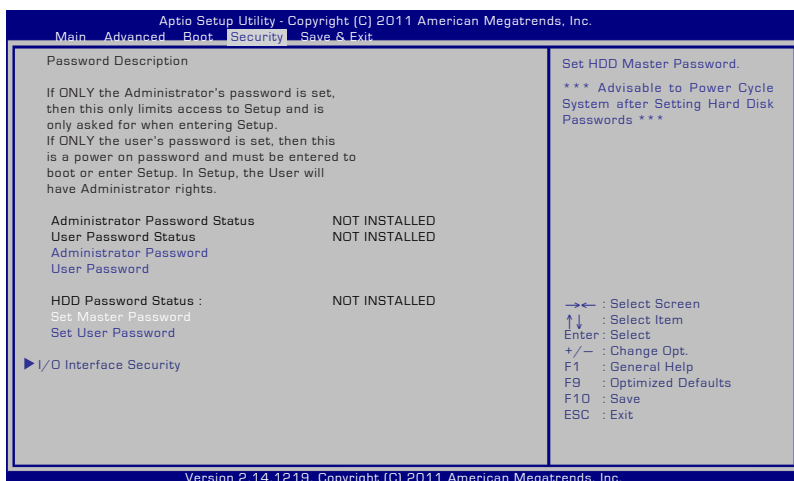 Aptio Setup Utility - Copyright (C) 2011 American Megatrends, Inc.
Main Advanced Boot Security Save & Exit
Password Description
If ONLY the Administrator's password is set,
then this only limits access to Setup and is
only asked for when entering Setup.
If ONLY the user's password is set, then this
is a power on password and must be entered to
boot or enter Setup. In Setup, the User will
have Administrator rights.
Administrator Password Status NOT INSTALLED
User Password Status NOT INSTALLED
Administrator Password
User Password
HDD Password Status : NOT INSTALLED
Set Master Password
Set User Password
I/O Interface Security
Set HDD Master Password.
*** Advisable to Power Cycle
System after Setting Hard Disk
Passwords ***
→← : Select Screen
↑↓ : Select Item
Enter : Select
+/— : Change Opt.
F1 : General Help
F9 : Optimized Defaults
F10 : Save
ESC : Exit
Version 2.14.1219. Copyright (C) 2011 American Megatrends, Inc.